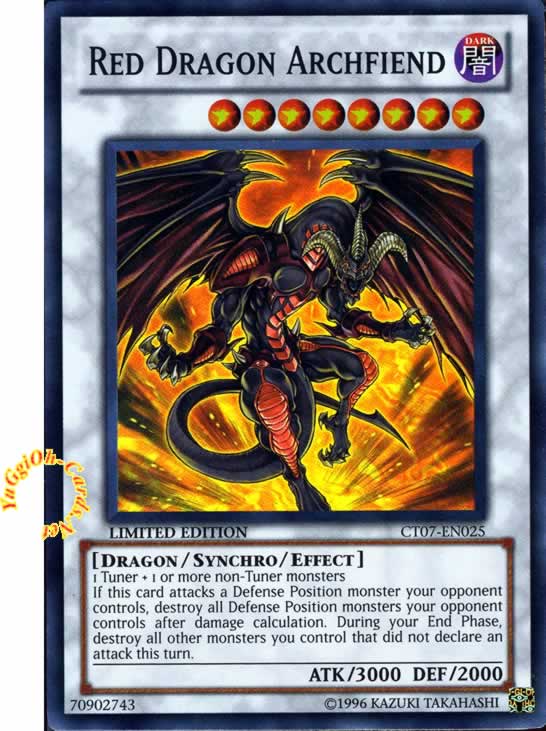 RED DRAGON ARCHFIEND
DARK
闇
YuGgiOh-Cards.Net
LIMITED EDITION
CT07-EN025
[DRAGON/SYNCHRO/EFFECT]
1 Tuner + 1 or more non-Tuner monsters
If this card attacks a Defense Position monster your opponent
controls, destroy all Defense Position monsters your opponent
controls after damage calculation. During your End Phase,
destroy all other monsters you control that did not declare an
attack this turn.
ATK/3000 DEF/2000
70902743
©1996 KAZUKI TAKAHASHI